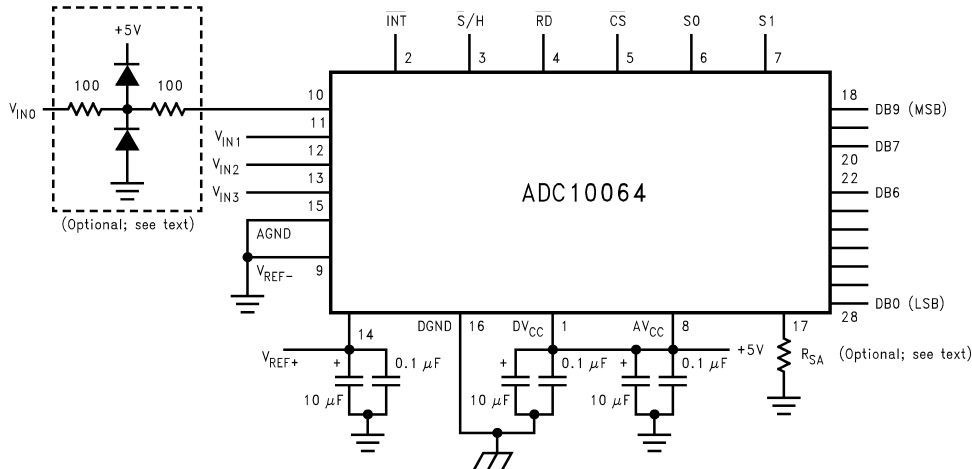 INT S/H RD CS S0 S1
2 3 4 5 6 7
+5V
100 100
V_IN0
10
18 DB9 (MSB)
11
V_IN1
DB7
12
20
V_IN2
22
13
V_IN3
DB6
ADC10064
15
(Optional; see text)
AGND
V_REF- 9
DB0 (LSB)
28
14 DGND 16 DV_CC 1 AV_CC 8 17
V_REF+ + 0.1 μF + 0.1 μF + 0.1 μF +5V R_SA (Optional; see text)
10 μF 10 μF 10 μF